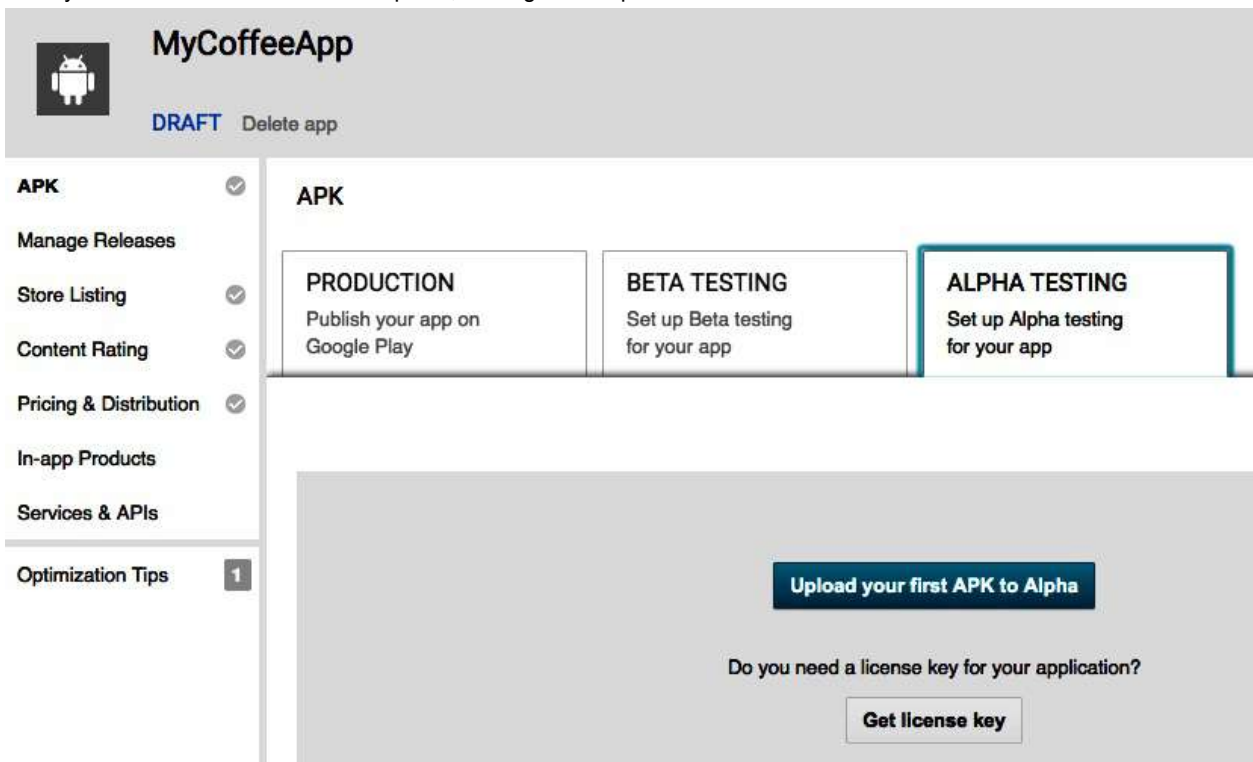 MyCoffeeApp
DRAFT Delete app
APK
Manage Releases
Store Listing
Content Rating
Pricing & Distribution
In-app Products
Services & APIs
Optimization Tips 1
APK
PRODUCTION
Publish your app on
Google Play
BETA TESTING
Set up Beta testing
for your app
ALPHA TESTING
Set up Alpha testing
for your app
Upload your first APK to Alpha
Do you need a license key for your application?
Get license key